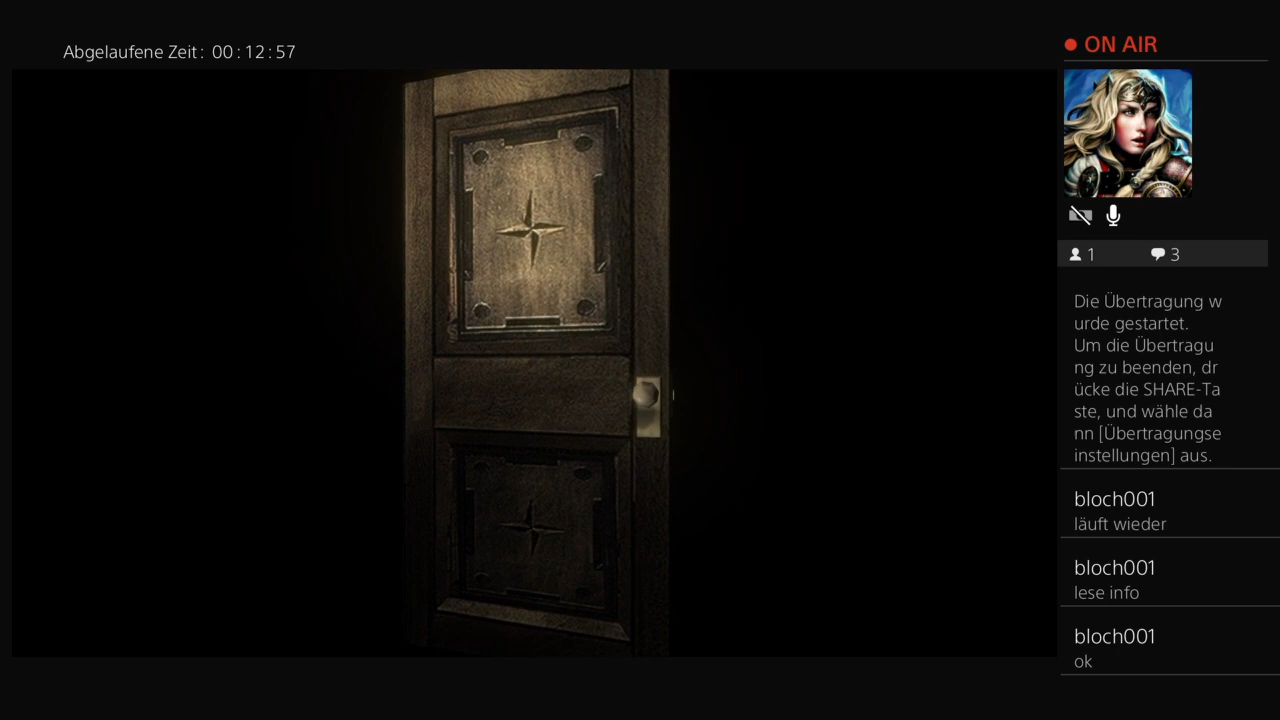 Abgelaufene Zeit: 00:12:57
ON AIR
1 3
Die Übertragung w
urde gestartet.
Um die Übertragu
ng zu beenden, dr
ücke die SHARE-Ta
ste, und wähle da
nn [Übertragungse
instellungen] aus.
bloch001
läuft wieder
bloch001
lese info
bloch001
ok